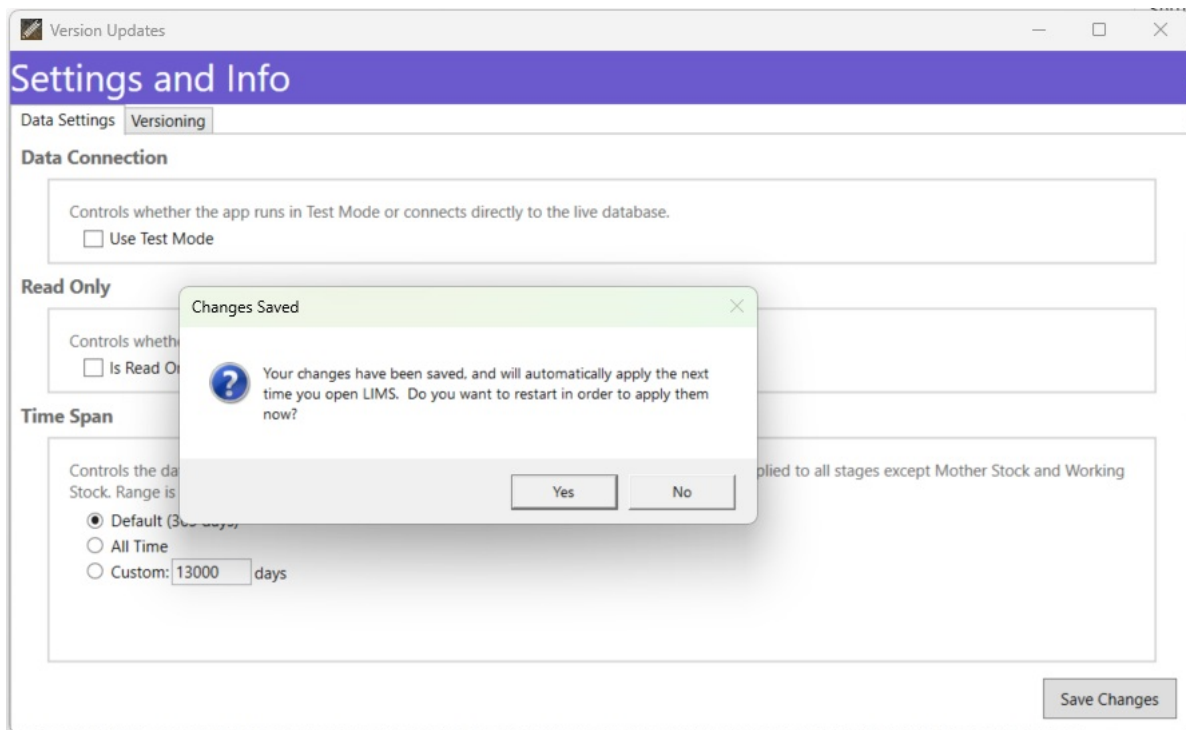 Version Updates
Settings and Info
Data Settings Versioning
Data Connection
Controls whether the app runs in Test Mode or connects directly to the live database.
Use Test Mode
Read Only
Controls wheth
Is Read
Changes Saved
Your changes have been saved, and will automatically apply the next
time you open LIMS. Do you want to restart in order to apply them
now?
Yes No
Time Span
Controls the da plied to all stages except Mother Stock and Working
Stock. Range is
Default
All Time
Custom: 13000 days
Save Changes